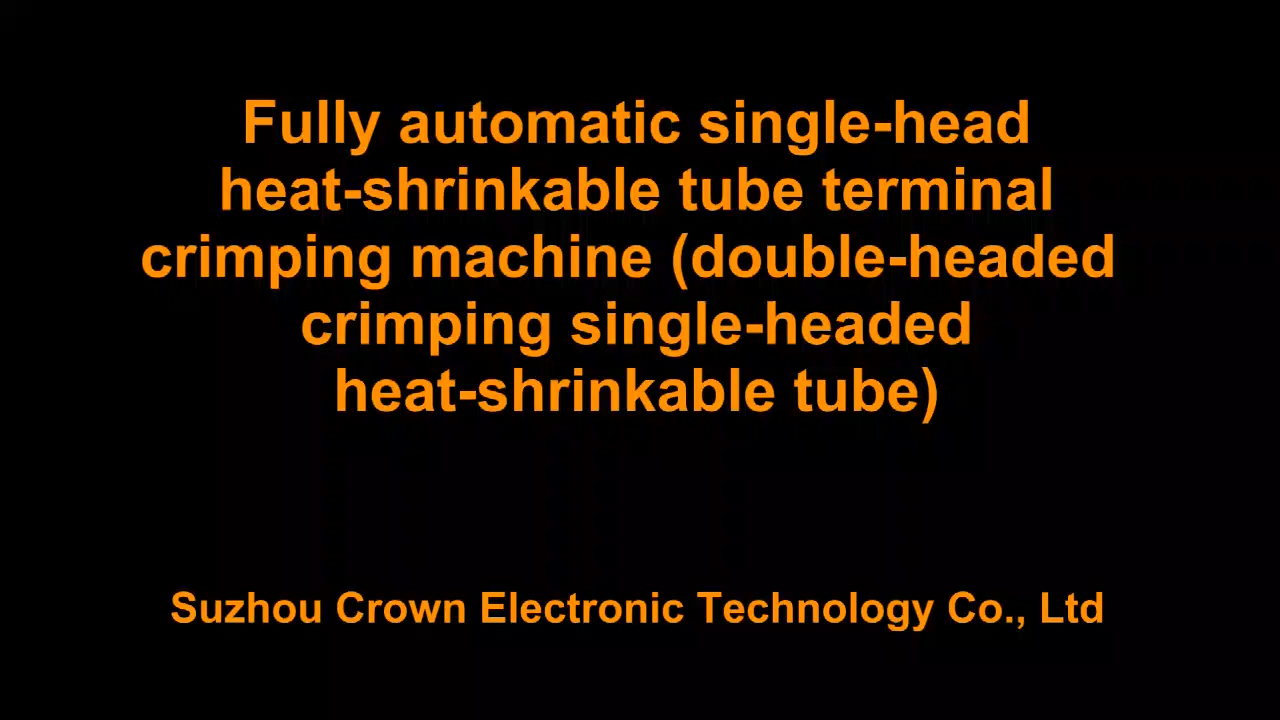 Fully automatic single-head
heat-shrinkable tube terminal
crimping machine (double-headed
crimping single-headed
heat-shrinkable tube)
Suzhou Crown Electronic Technology Co., Ltd